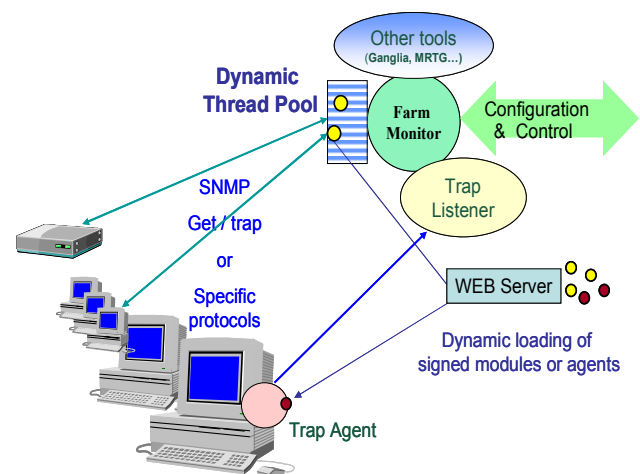 Other tools
(Ganglia, MRTG…)
Dynamic
Thread Pool
Farm
Monitor
Configuration
& Control
Trap
Listener
SNMP
Get / trap
or
Specific
protocols
WEB Server
Dynamic loading of
signed modules or agents
Trap Agent